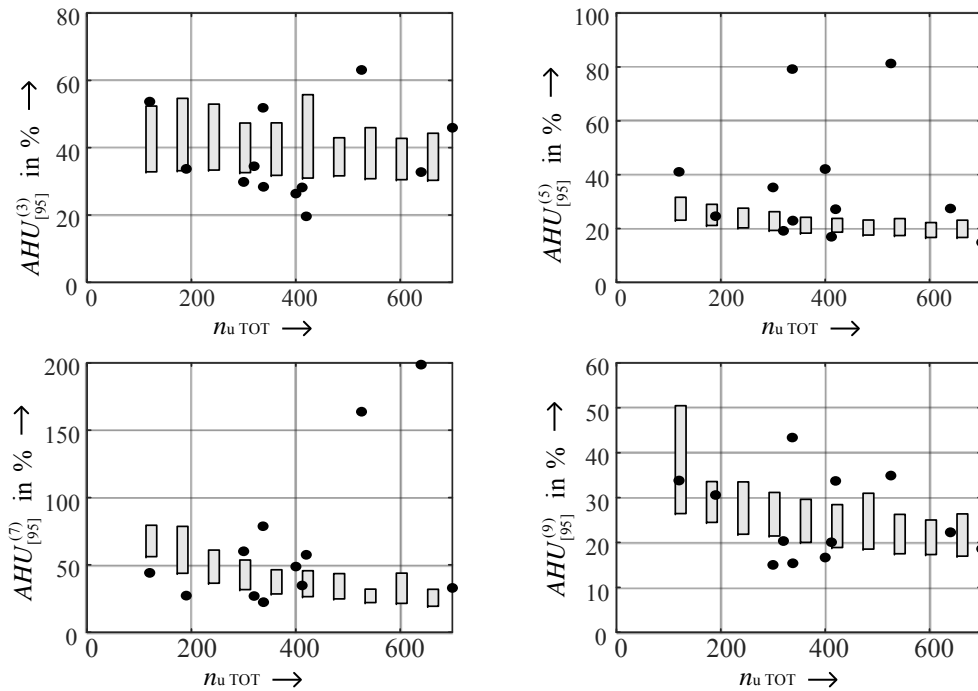 80
60
40
20
0
0 200 400 600
AHU[95](3) in % →
nu TOT →
100
80
60
40
20
0
0 200 400 600
AHU[95](5) in % →
nu TOT →
200
150
100
50
0
0 200 400 600
AHU[95](7) in % →
nu TOT →
60
50
40
30
20
10
0
0 200 400 600
AHU[95](9) in % →
nu TOT →